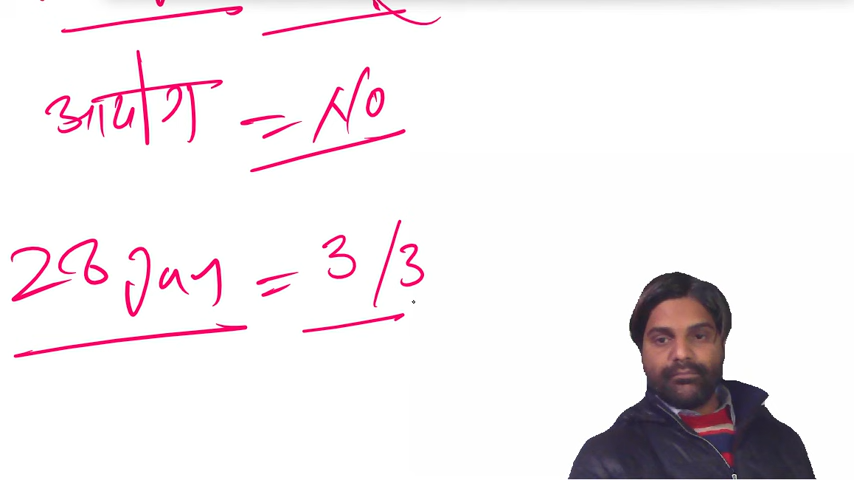 आयोग = No
28 Jan = 3/3